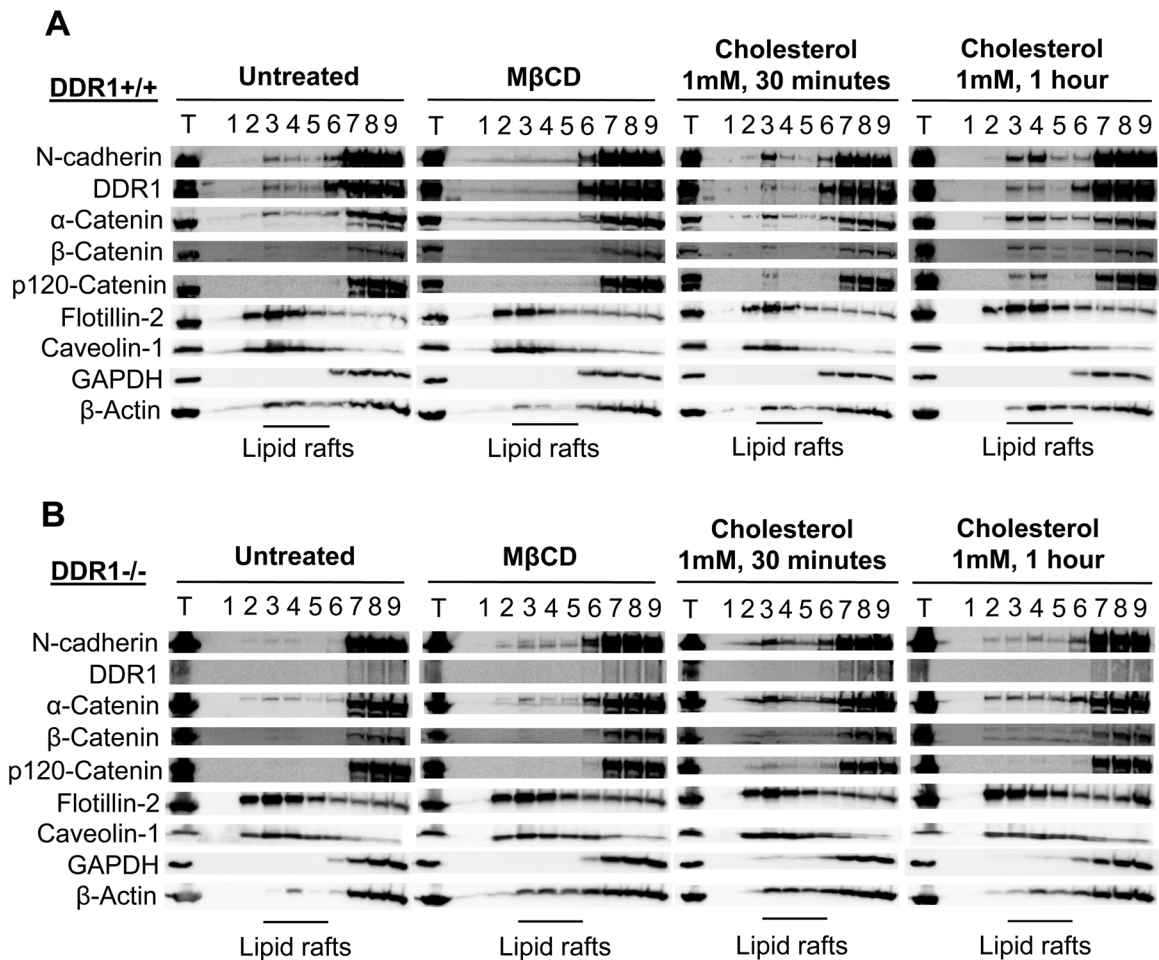 A
DDR1+/+
Untreated
MβCD
Cholesterol
1mM, 30 minutes
Cholesterol
1mM, 1 hour
T 1 2 3 4 5 6 7 8 9 T 1 2 3 4 5 6 7 8 9 T 1 2 3 4 5 6 7 8 9 T 1 2 3 4 5 6 7 8 9
N-cadherin
DDR1
α-Catenin
β-Catenin
p120-Catenin
Flotillin-2
Caveolin-1
GAPDH
β-Actin
Lipid rafts Lipid rafts Lipid rafts Lipid rafts
B
DDR1-/-
Untreated
MβCD
Cholesterol
1mM, 30 minutes
Cholesterol
1mM, 1 hour
T 1 2 3 4 5 6 7 8 9 T 1 2 3 4 5 6 7 8 9 T 1 2 3 4 5 6 7 8 9 T 1 2 3 4 5 6 7 8 9
N-cadherin
DDR1
α-Catenin
β-Catenin
p120-Catenin
Flotillin-2
Caveolin-1
GAPDH
β-Actin
Lipid rafts Lipid rafts Lipid rafts Lipid rafts